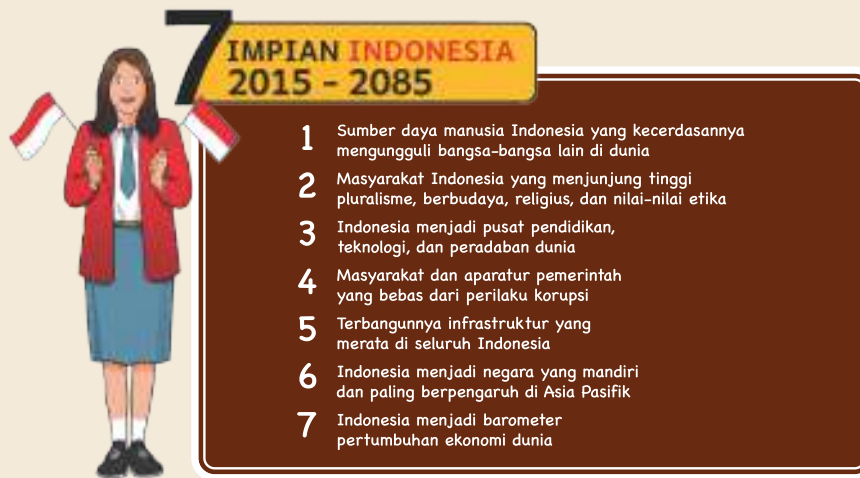 7 IMPIAN INDONESIA
2015 – 2085
1 Sumber daya manusia Indonesia yang kecerdasannya
mengungguli bangsa-bangsa lain di dunia
2 Masyarakat Indonesia yang menjunjung tinggi
pluralisme, berbudaya, religius, dan nilai-nilai etika
3 Indonesia menjadi pusat pendidikan,
teknologi, dan peradaban dunia
4 Masyarakat dan aparatur pemerintah
yang bebas dari perilaku korupsi
5 Terbangunnya infrastruktur yang
merata di seluruh Indonesia
6 Indonesia menjadi negara yang mandiri
dan paling berpengaruh di Asia Pasifik
7 Indonesia menjadi barometer
pertumbuhan ekonomi dunia